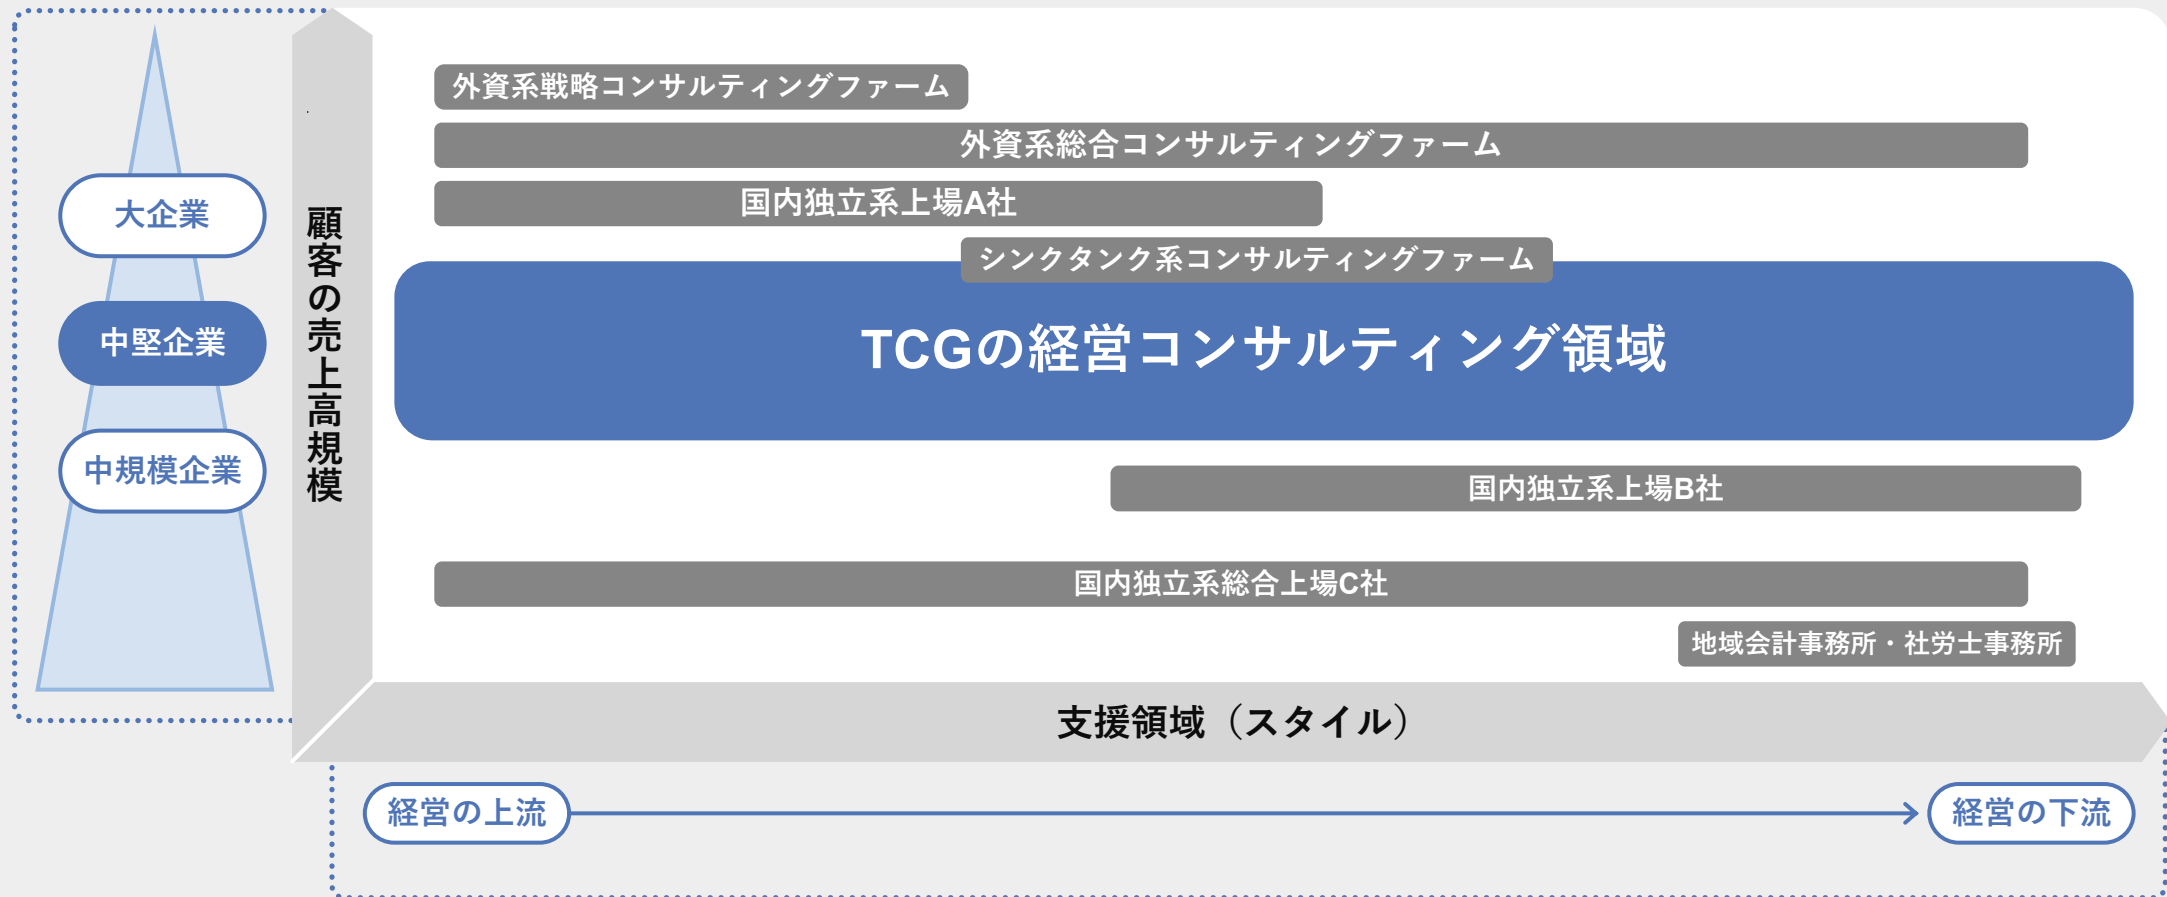 大企業
中堅企業
中規模企業
顧客の売上高規模
外資系戦略コンサルティングファーム
外資系総合コンサルティングファーム
国内独立系上場A社
シンクタンク系コンサルティングファーム
TCGの経営コンサルティング領域
国内独立系上場B社
国内独立系総合上場C社
地域会計事務所・社労士事務所
支援領域（スタイル）
経営の上流
経営の下流